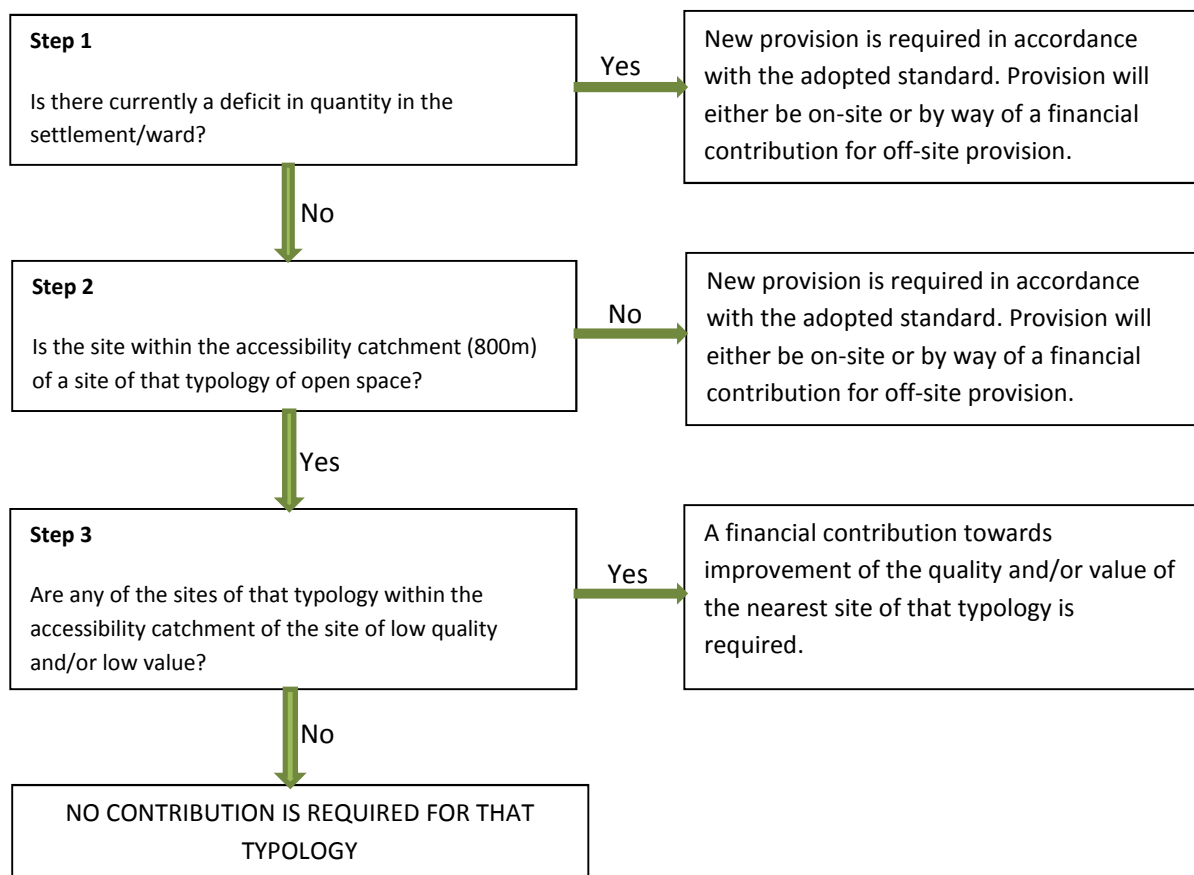 Step 1
Is there currently a deficit in quantity in the
settlement/ward?
Yes
New provision is required in accordance
with the adopted standard. Provision will
either be on-site or by way of a financial
contribution for off-site provision.
No
Step 2
Is the site within the accessibility catchment (800m)
of a site of that typology of open space?
No
New provision is required in accordance
with the adopted standard. Provision will
either be on-site or by way of a financial
contribution for off-site provision.
Yes
Step 3
Are any of the sites of that typology within the
accessibility catchment of the site of low quality
and/or low value?
Yes
A financial contribution towards
improvement of the quality and/or value of
the nearest site of that typology is
required.
No
NO CONTRIBUTION IS REQUIRED FOR THAT
TYPOLOGY